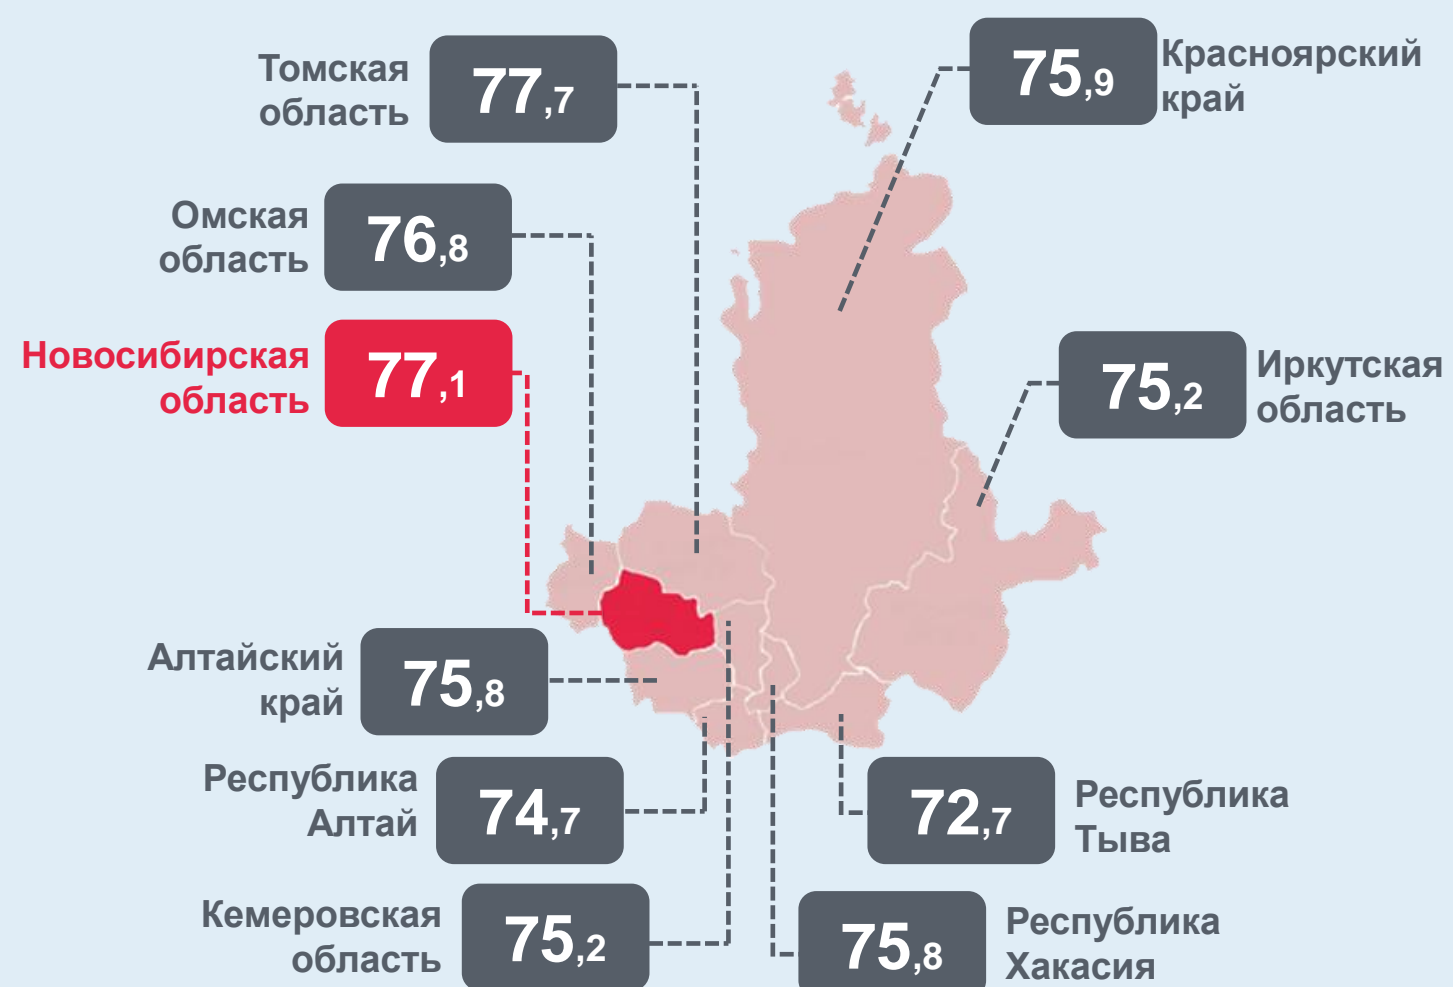 Томская
область
77,7
Красноярский
край
75,9
Омская
область
76,8
Новосибирская
область
77,1
Иркутская
область
75,2
Алтайский
край
75,8
Республика
Алтай
74,7
Республика
Тыва
72,7
Кемеровская
область
75,2
Республика
Хакасия
75,8